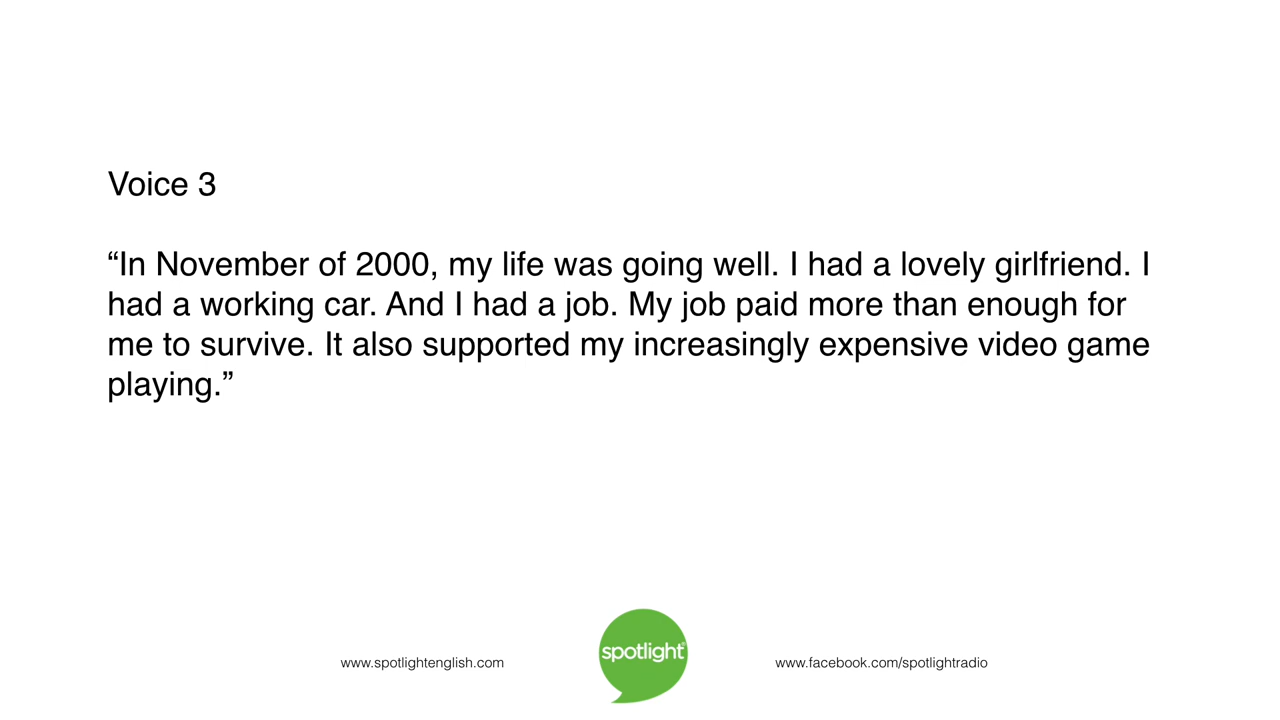 Voice 3
“In November of 2000, my life was going well. I had a lovely girlfriend. I
had a working car. And I had a job. My job paid more than enough for
me to survive. It also supported my increasingly expensive video game
playing.”
www.spotlightenglish.com
spotlight®
www.facebook.com/spotlightradio